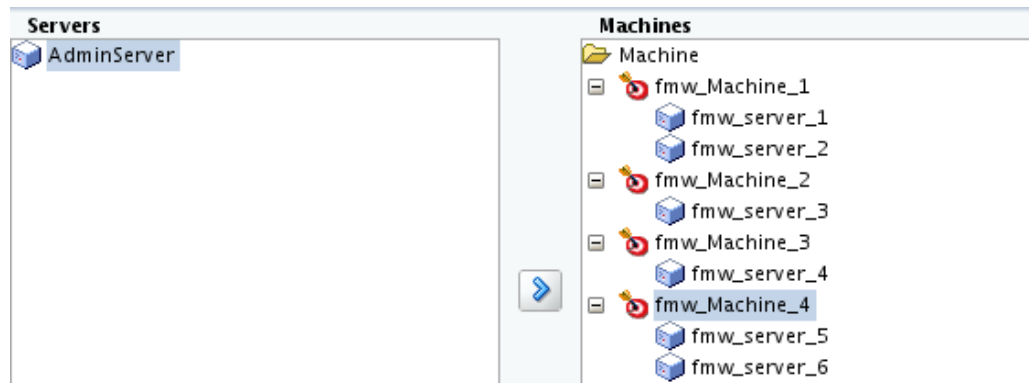 Servers
AdminServer
Machines
Machine
fmw_Machine_1
fmw_server_1
fmw_server_2
fmw_Machine_2
fmw_server_3
fmw_Machine_3
fmw_server_4
fmw_Machine_4
fmw_server_5
fmw_server_6